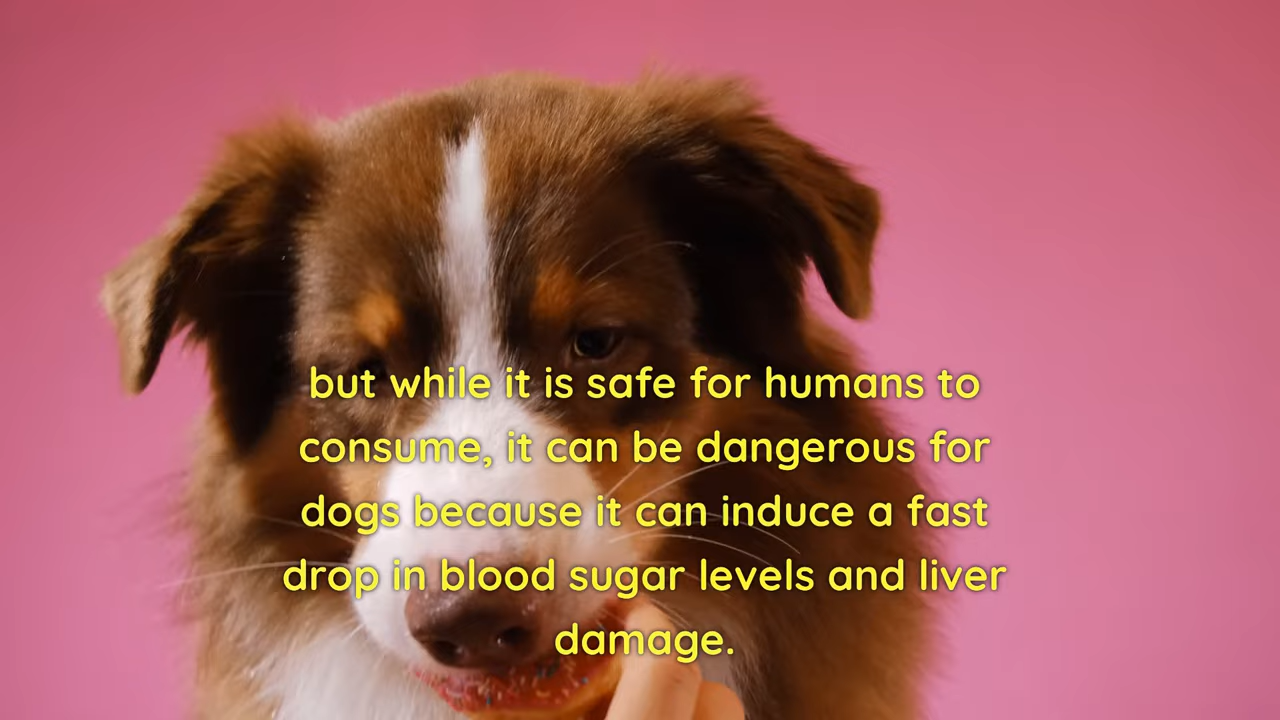 but while it is safe for humans to
consume, it can be dangerous for
dogs because it can induce a fast
drop in blood sugar levels and liver
damage.